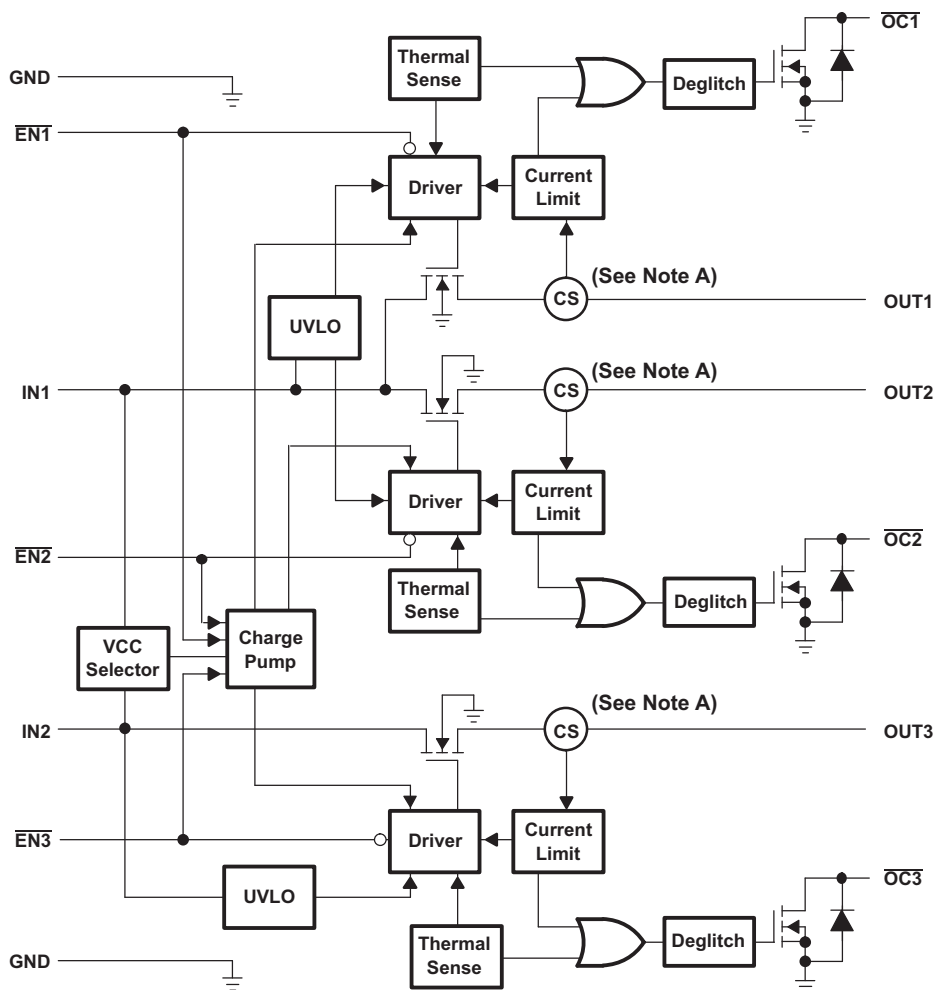 OC1
Thermal
Sense
GND
Deglitch
EN1
Driver
Current
Limit
(See Note A)
CS
OUT1
UVLO
(See Note A)
IN1
CS
OUT2
Driver
Current
Limit
OC2
EN2
Thermal
Sense
Deglitch
VCC
Selector
Charge
Pump
(See Note A)
IN2
CS
OUT3
EN3
Driver
Current
Limit
OC3
UVLO
Thermal
Sense
Deglitch
GND